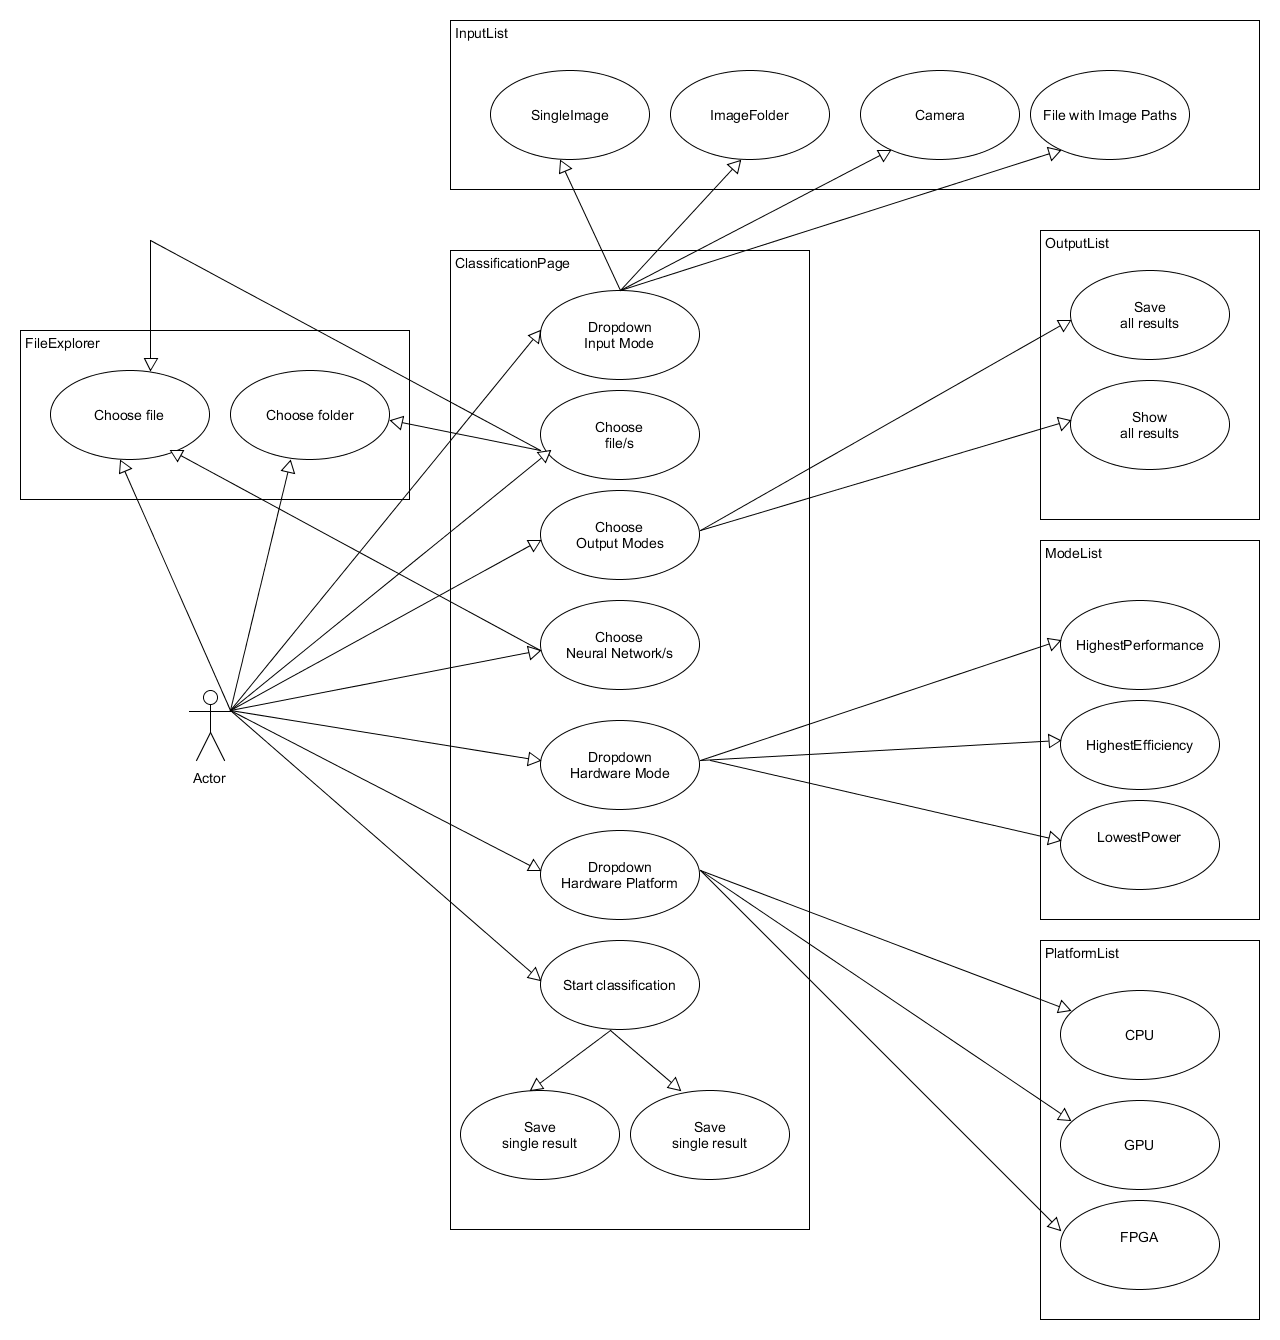 InputList
SingleImage
ImageFolder
Camera
File with Image Paths
OutputList
Save
all results
Show
all results
ClassificationPage
Dropdown
Input Mode
Choose
file/s
Choose
Output Modes
Choose
Neural Network/s
Dropdown
Hardware Mode
Dropdown
Hardware Platform
Start classification
Save
single result
Save
single result
FileExplorer
Choose file
Choose folder
Actor
ModeList
HighestPerformance
HighestEfficiency
LowestPower
PlatformList
CPU
GPU
FPGA